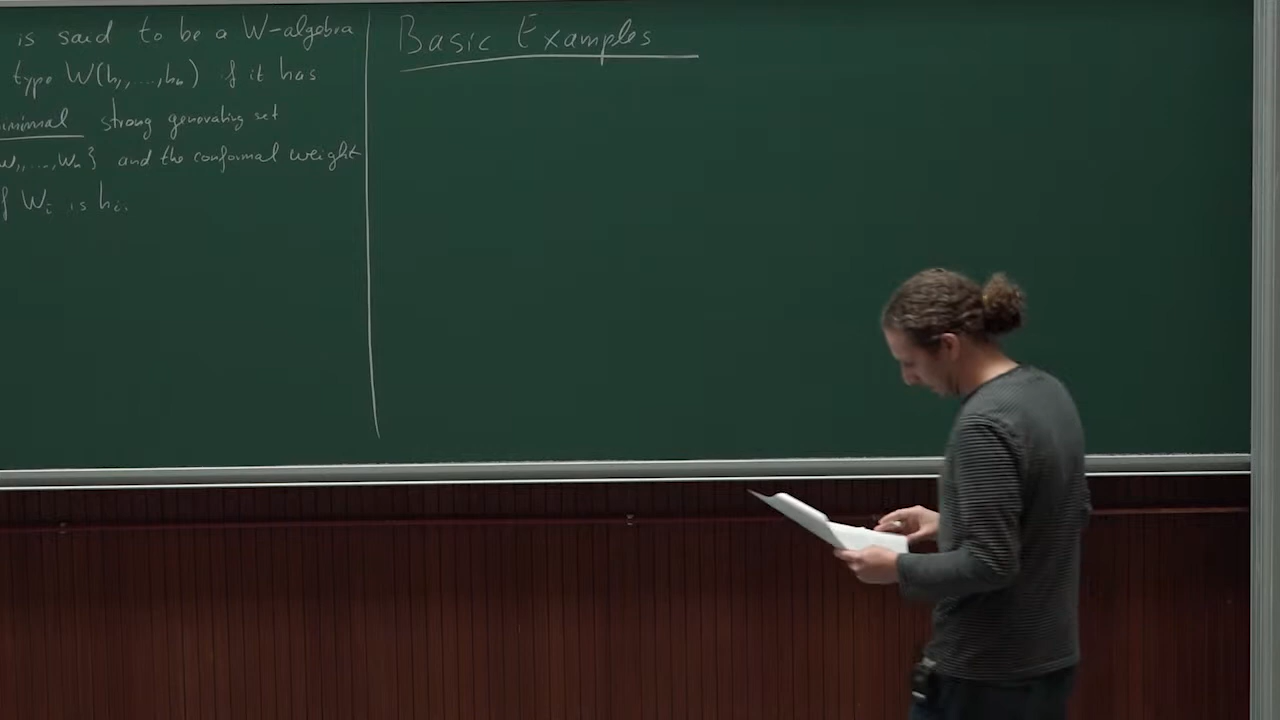 is said to be a W-algebra
type W(h₁,...,hₙ) if it has
minimal strong generating set
W₁,...,Wₙ} and the conformal weight
f Wᵢ is hᵢ.
Basic Examples